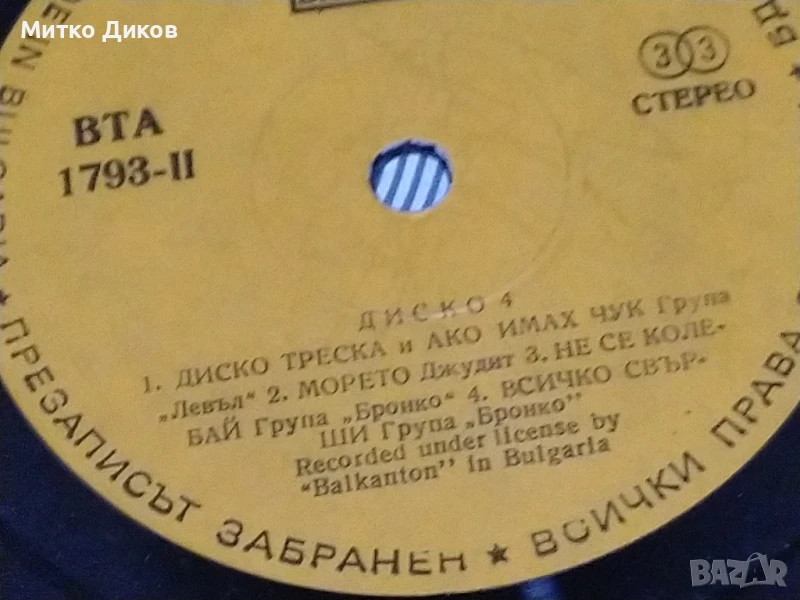 Митко Диков
ВТА
1793-II
33
СТЕРЕО
ДИСКО 4
1. ДИСКО ТРЕСКА и АКО ИМАХ ЧУК Група
„Левъл“ 2. МОРЕТО Джудит 3. НЕ СЕ КОЛЕ-
БАЙ Група „Бронко“ 4. ВСИЧКО СВЪР-
ШИ Група „Бронко”
Recorded under license by
“Balkanton” in Bulgaria
★ ПРЕЗАПИСЪТ ЗАБРАНЕН ★ ВСИЧКИ ПРАВА
BAZAR